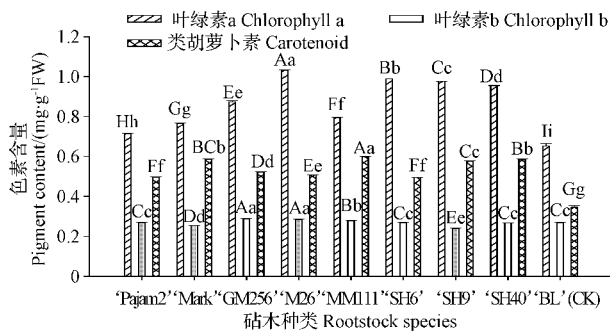 叶绿素a Chlorophyll a
叶绿素b Chlorophyll b
类胡萝卜素 Carotenoid
色素含量
Pigment content/(mg·g⁻¹FW)
1.2
1.0
0.8
0.6
0.4
0.2
0
Hh Cc Ff
Gg Dd BCb
Ee Aa Dd
Aa Aa Ee
Ff Bb Aa
Bb Cc Ff
Cc Ee Cc
Dd Cc Bb
Ii Cc Gg
‘Pajam2’ ‘Mark’ ‘GM256’ ‘M26’ ‘MM111’ ‘SH6’ ‘SH9’ ‘SH40’ ‘BL’(CK)
砧木种类 Rootstock species